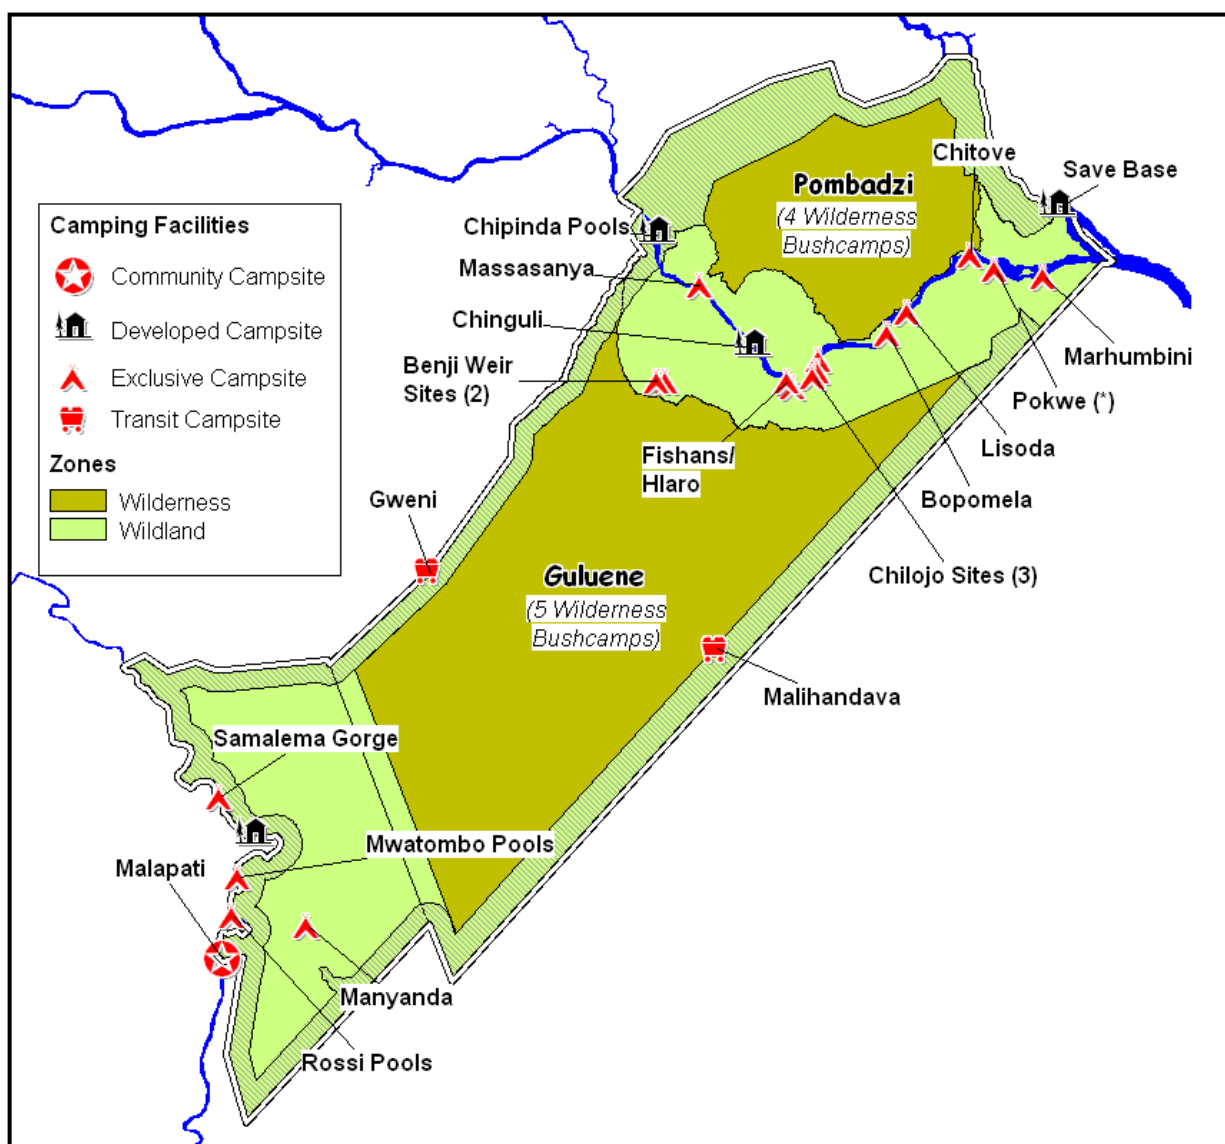 Chitove
Save Base
Pombadzi
(4 Wilderness
Bushcamps)
Camping Facilities
Community Campsite
Developed Campsite
Exclusive Campsite
Transit Campsite
Zones
Wilderness
Wildland
Chipinda Pools
Massasanya
Chinguli
Benji Weir
Sites (2)
Marhumbini
Pokwe (*)
Lisoda
Fishans/
Hlaro
Bopomela
Gweni
Chilojo Sites (3)
Guluene
(5 Wilderness
Bushcamps)
Malihandava
Samalema Gorge
Mwatombo Pools
Malapati
Manyanda
Rossi Pools